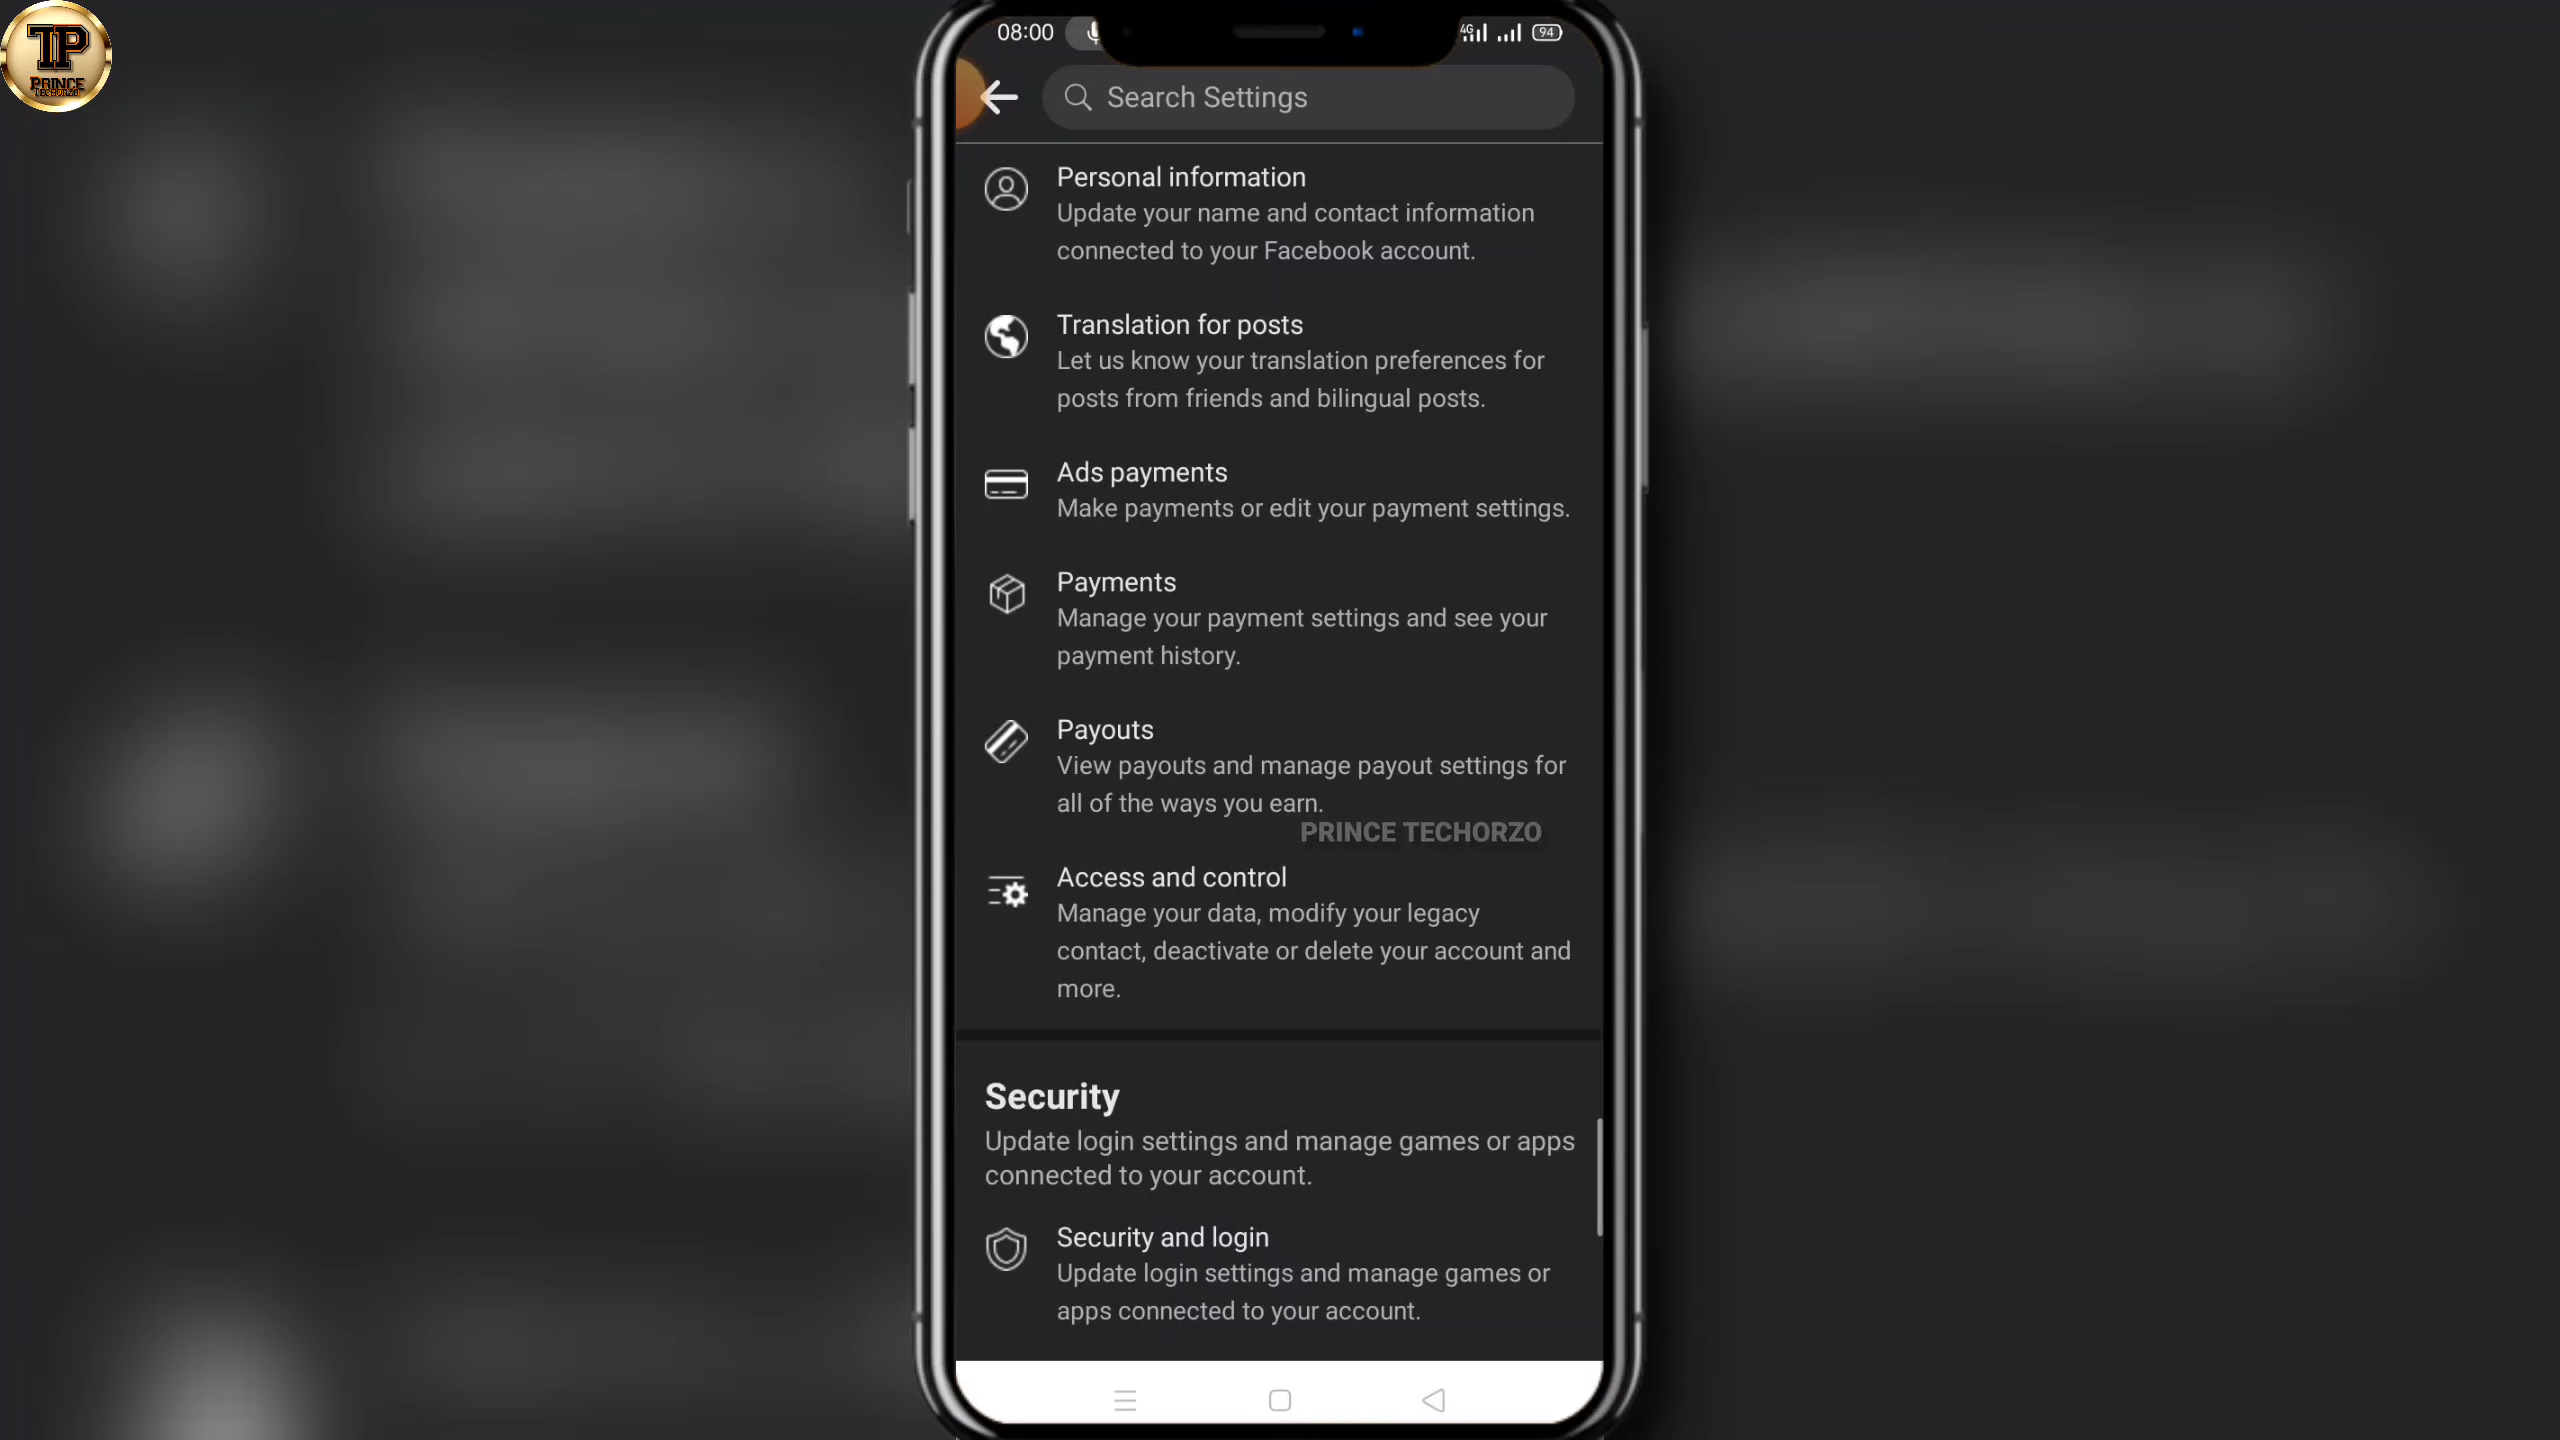 TP
PRINCE
TECHORZO
08:00
4G
94
Search Settings
Personal information
Update your name and contact information
connected to your Facebook account.
Translation for posts
Let us know your translation preferences for
posts from friends and bilingual posts.
Ads payments
Make payments or edit your payment settings.
Payments
Manage your payment settings and see your
payment history.
Payouts
View payouts and manage payout settings for
all of the ways you earn.
PRINCE TECHORZO
Access and control
Manage your data, modify your legacy
contact, deactivate or delete your account and
more.
Security
Update login settings and manage games or apps
connected to your account.
Security and login
Update login settings and manage games or
apps connected to your account.